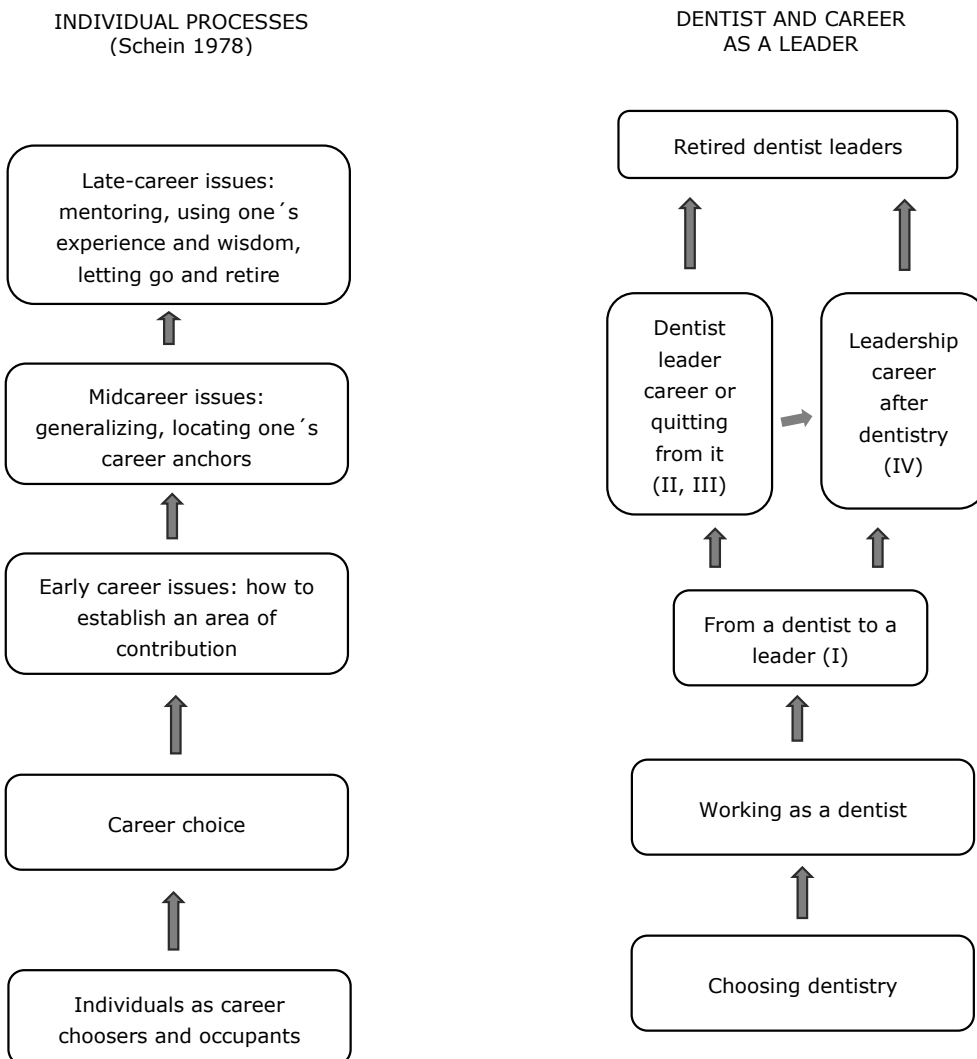 INDIVIDUAL PROCESSES
(Schein 1978)
Late-career issues:
mentoring, using one´s
experience and wisdom,
letting go and retire
Midcareer issues:
generalizing, locating one´s
career anchors
Early career issues: how to
establish an area of
contribution
Career choice
Individuals as career
choosers and occupants
DENTIST AND CAREER
AS A LEADER
Retired dentist leaders
Dentist
leader
career or
quitting
from it
(II, III)
Leadership
career
after
dentistry
(IV)
From a dentist to a
leader (I)
Working as a dentist
Choosing dentistry